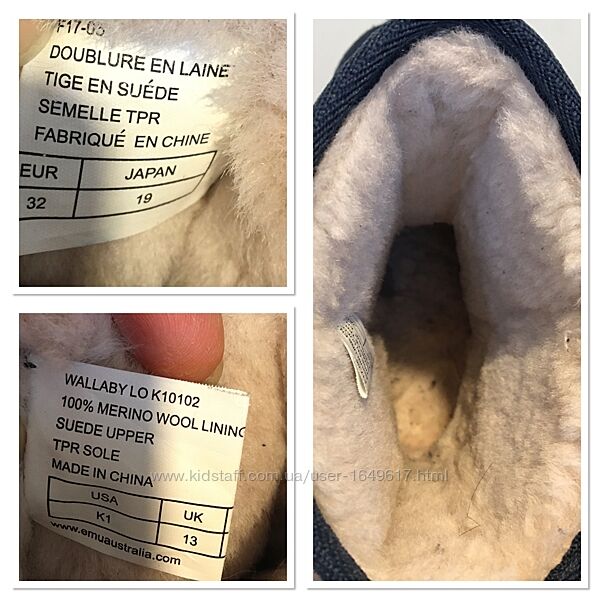 F17-03
DOUBLURE EN LAINE
TIGE EN SUÉDE
SEMELLE TPR
FABRIQUÉ EN CHINE
EUR JAPAN
32 19
WALLABY LO K10102
100% MERINO WOOL LINING
SUEDE UPPER
TPR SOLE
MADE IN CHINA
USA UK
K1 13
www.emuaustralia.com
www.kidstaff.com.ua/user-1649617.html